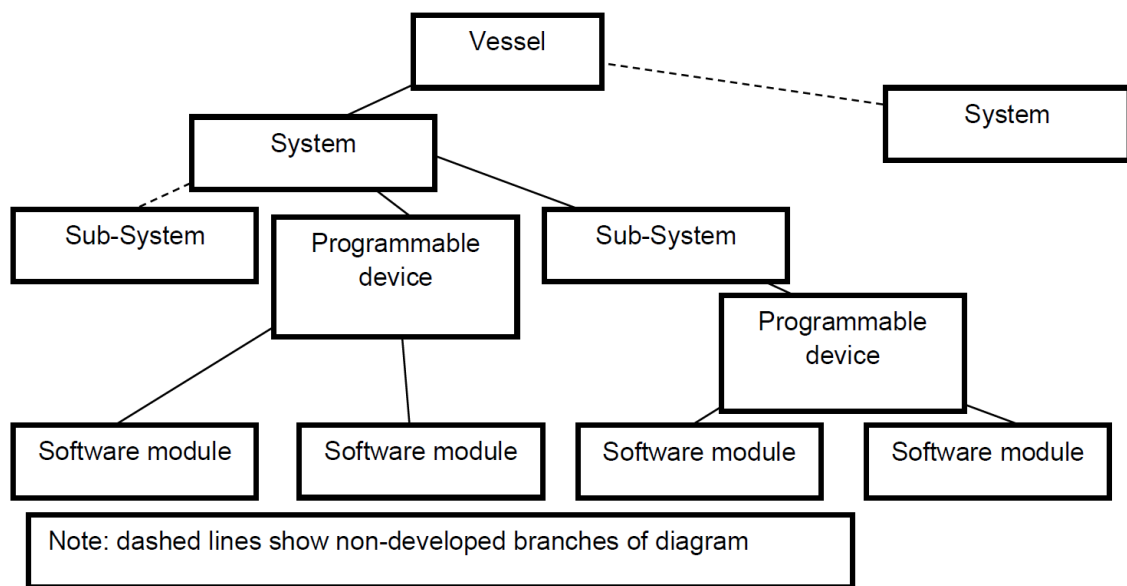 Vessel
System
System
Sub-System
Programmable
device
Sub-System
Programmable
device
Software module
Software module
Software module
Software module
Note: dashed lines show non-developed branches of diagram